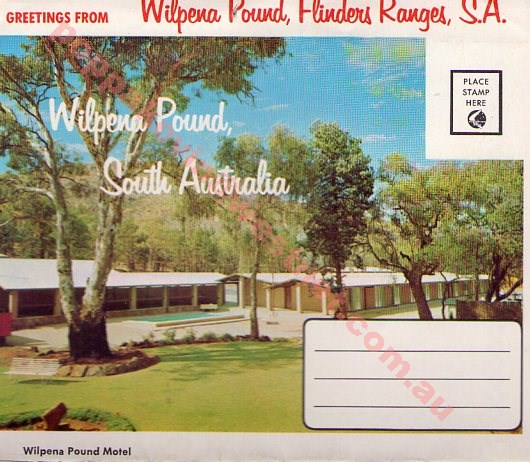 GREETINGS FROM Wilpena Pound, Flinders Ranges, S.A.
PLACE
STAMP
HERE
Wilpena Pound,
South Australia
Wilpena Pound Motel